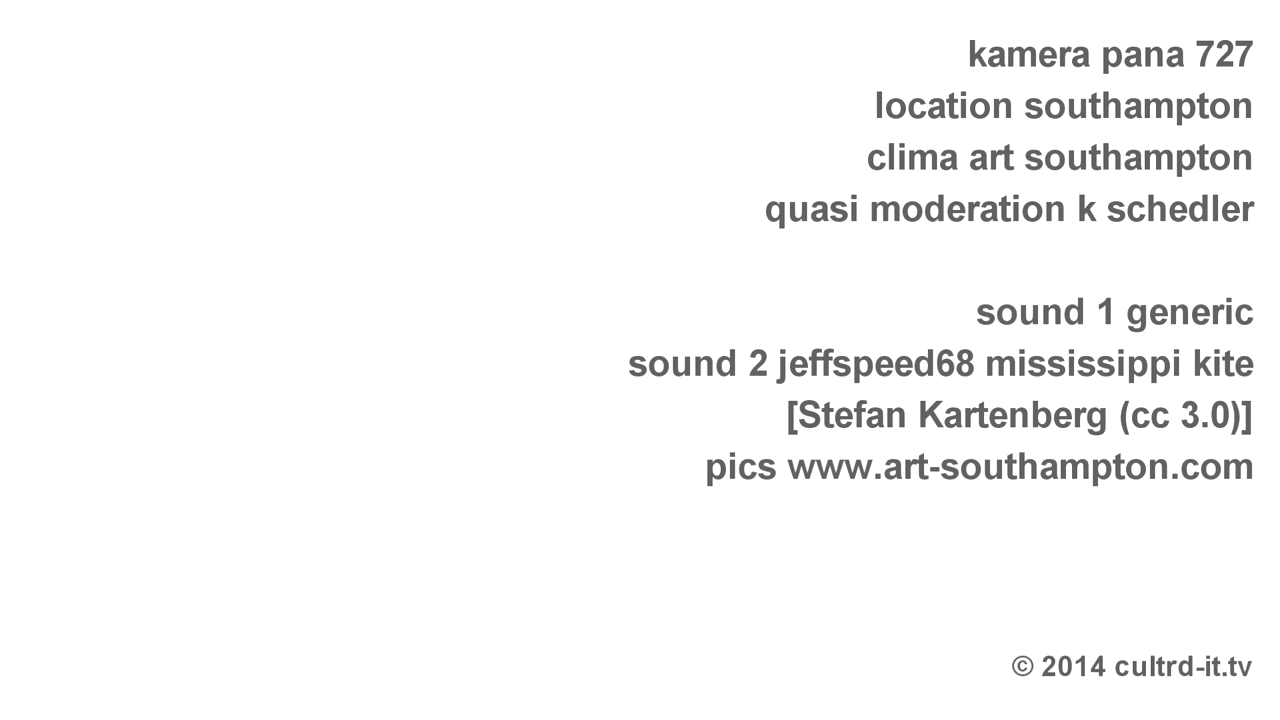 kamera pana 727
location southampton
clima art southampton
quasi moderation k schedler
sound 1 generic
sound 2 jeffspeed68 mississippi kite
[Stefan Kartenberg (cc 3.0)]
pics www.art-southampton.com
© 2014 cultrd-it.tv